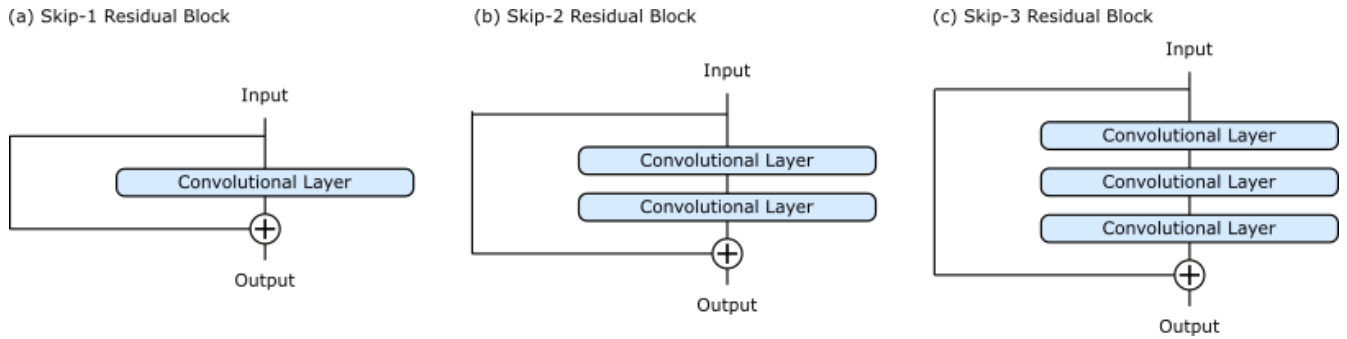 (a) Skip-1 Residual Block
Input
Convolutional Layer
Output
(b) Skip-2 Residual Block
Input
Convolutional Layer
Convolutional Layer
Output
(c) Skip-3 Residual Block
Input
Convolutional Layer
Convolutional Layer
Convolutional Layer
Output